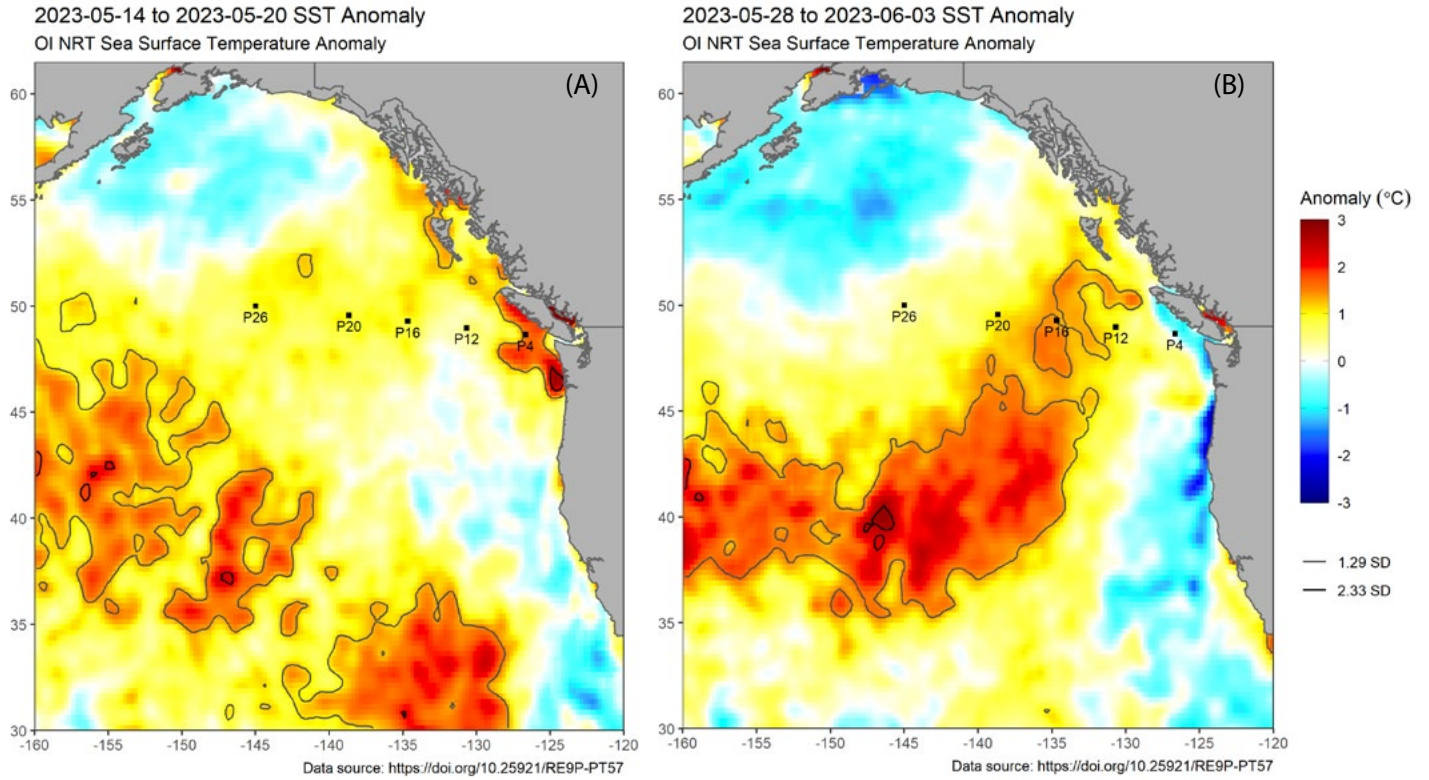 2023-05-14 to 2023-05-20 SST Anomaly
OI NRT Sea Surface Temperature Anomaly
(A)
60
55
50
45
40
35
30
P26
P20
P16
P12
P4
-160
-155
-150
-145
-140
-135
-130
-125
-120
Data source: https://doi.org/10.25921/RE9P-PT57
2023-05-28 to 2023-06-03 SST Anomaly
OI NRT Sea Surface Temperature Anomaly
(B)
60
55
50
45
40
35
30
P26
P20
P16
P12
P4
-160
-155
-150
-145
-140
-135
-130
-125
-120
Data source: https://doi.org/10.25921/RE9P-PT57
Anomaly (°C)
3
2
1
0
-1
-2
-3
1.29 SD
2.33 SD